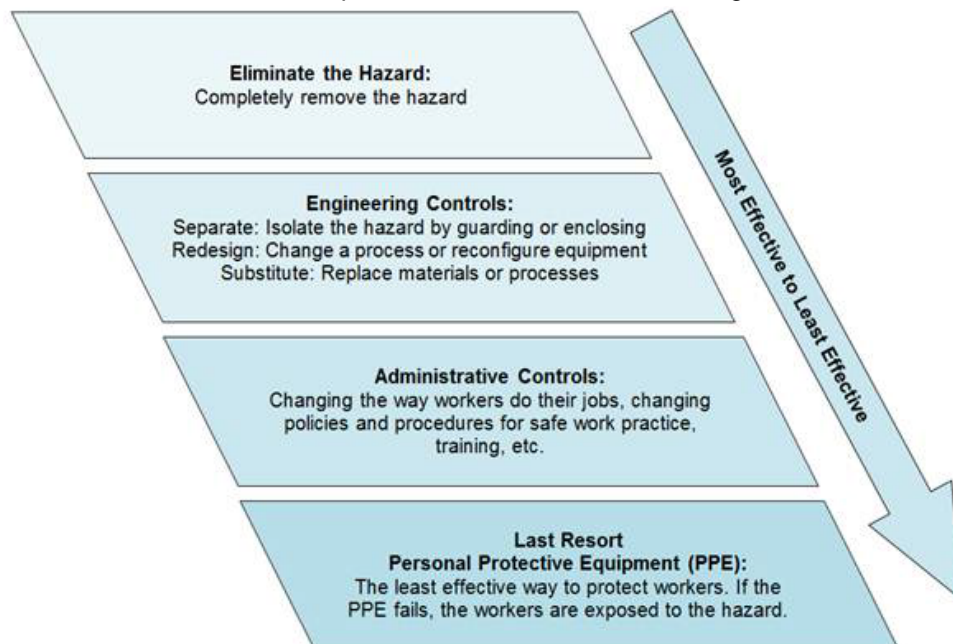 Eliminate the Hazard:
Completely remove the hazard
Most Effective to Least Effective
Engineering Controls:
Separate: Isolate the hazard by guarding or enclosing
Redesign: Change a process or reconfigure equipment
Substitute: Replace materials or processes
Administrative Controls:
Changing the way workers do their jobs, changing
policies and procedures for safe work practice,
training, etc.
Last Resort
Personal Protective Equipment (PPE):
The least effective way to protect workers. If the
PPE fails, the workers are exposed to the hazard.